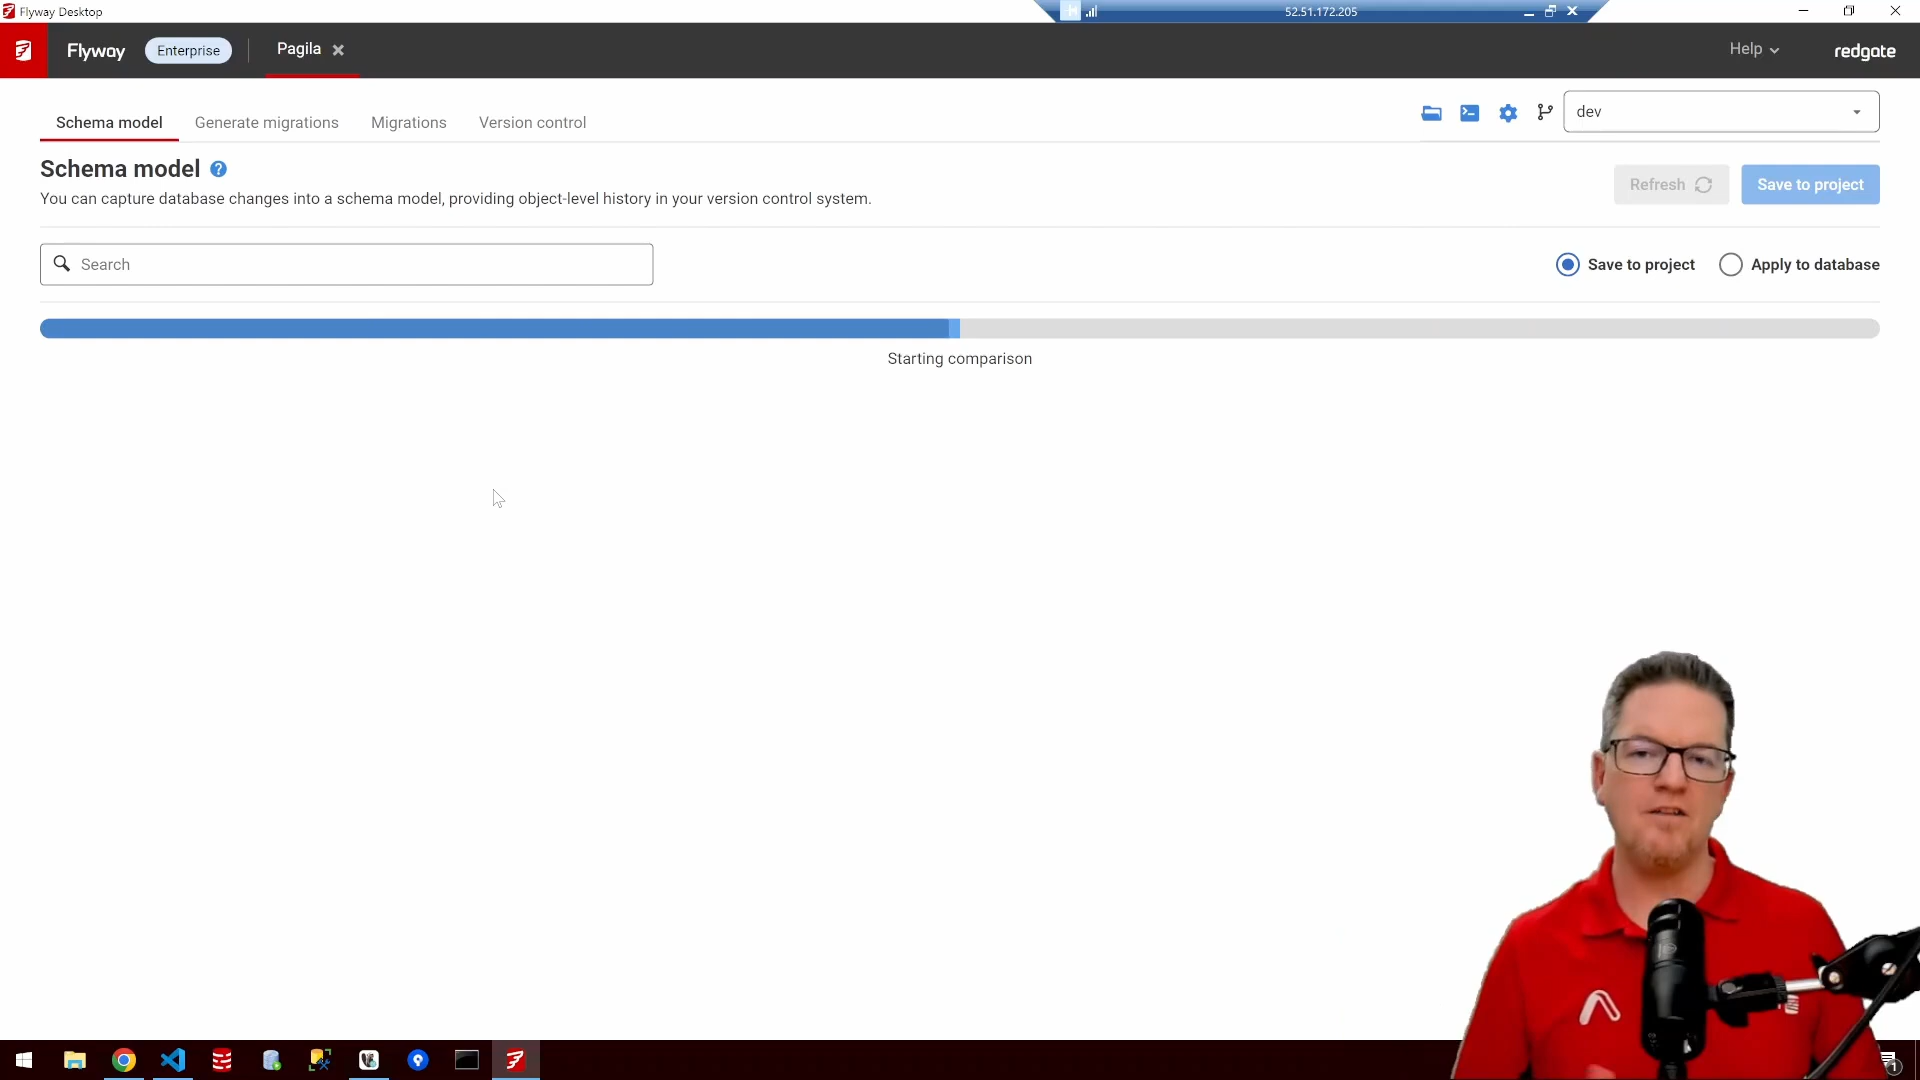 Flyway Desktop
52.51.172.205
Flyway
Enterprise
Pagila
Help
redgate
Schema model
Generate migrations
Migrations
Version control
dev
Schema model
You can capture database changes into a schema model, providing object-level history in your version control system.
Refresh
Save to project
Search
Save to project
Apply to database
Starting comparison
1